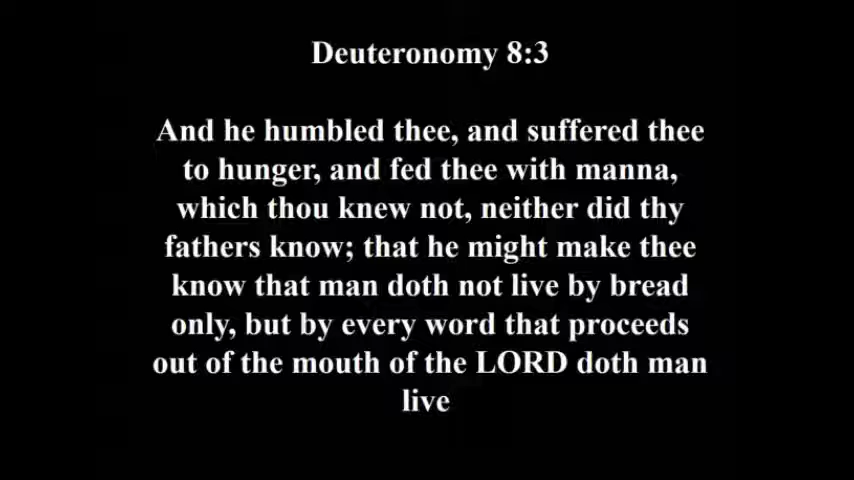 Deuteronomy 8:3
And he humbled thee, and suffered thee
to hunger, and fed thee with manna,
which thou knew not, neither did thy
fathers know; that he might make thee
know that man doth not live by bread
only, but by every word that proceeds
out of the mouth of the LORD doth man
live